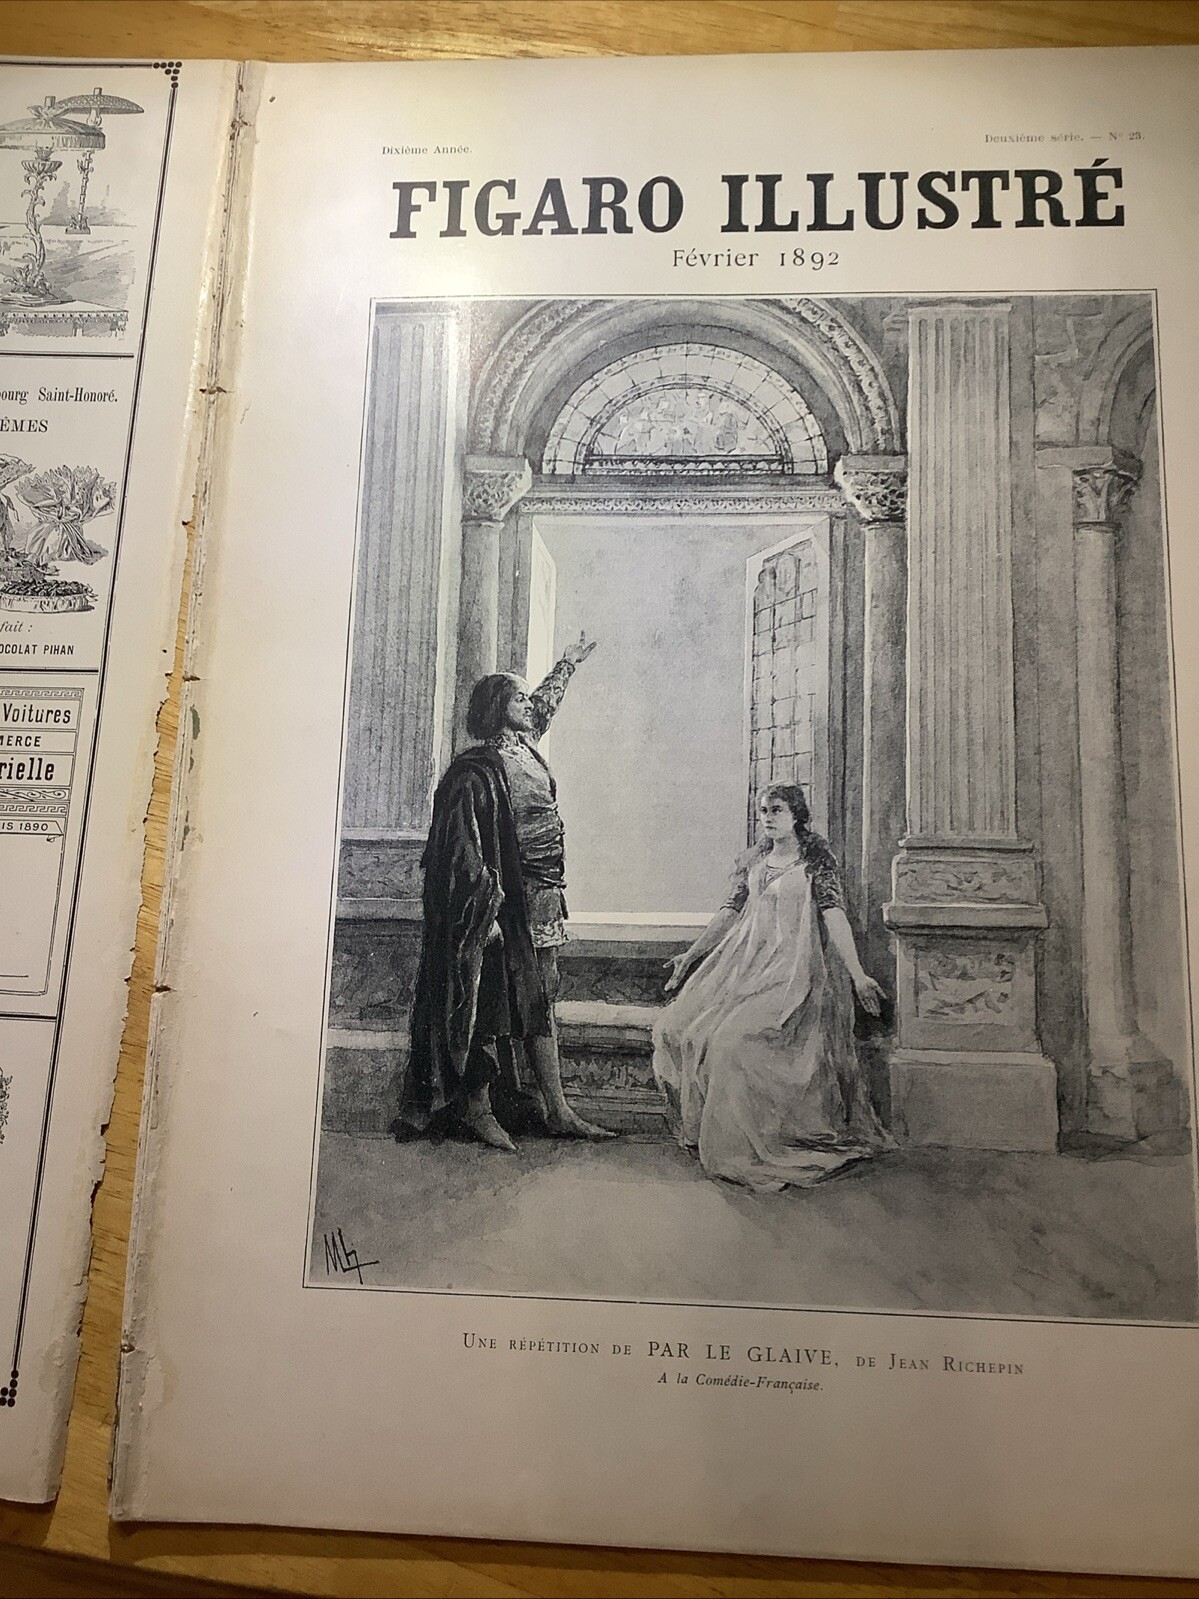 bourg Saint-Honoré.
ÊMES
fait :
OCOLAT PIHAN
Voitures
MERCE
rielle
IS 1890
Dixième Année.
Deuxième série. — N° 23.
FIGARO ILLUSTRÉ
Février 1892
UNE RÉPÉTITION DE PAR LE GLAIVE, DE JEAN RICHEPIN
A la Comédie-Française.